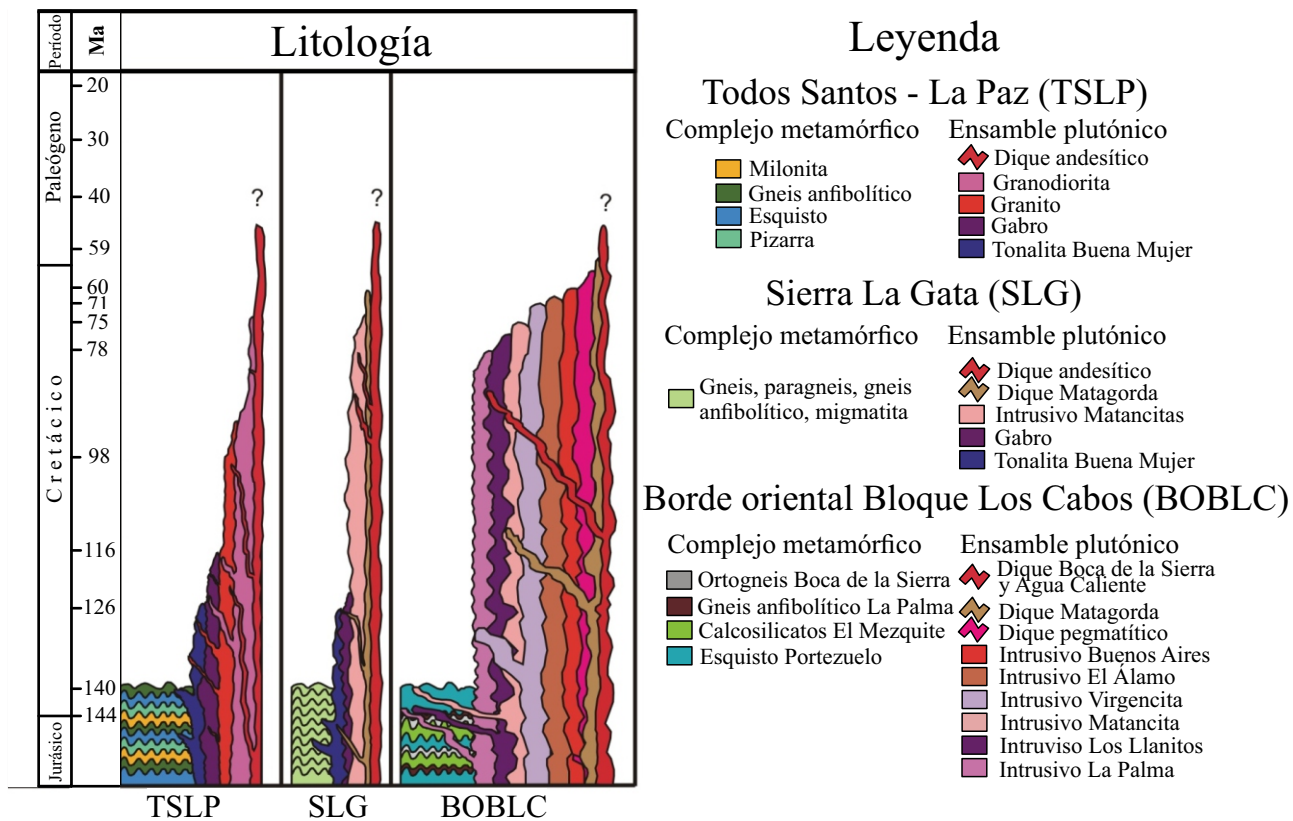 Período
Ma
Litología
Paleógeno
Cretácico
Jurásico
20
30
40
59
60
71
75
78
98
116
126
140
144
?
?
?
TSLP
SLG
BOBLC
Leyenda
Todos Santos - La Paz (TSLP)
Complejo metamórfico
Milonita
Gneis anfibolítico
Esquisto
Pizarra
Ensamble plutónico
Dique andesítico
Granodiorita
Granito
Gabro
Tonalita Buena Mujer
Sierra La Gata (SLG)
Complejo metamórfico
Gneis, paragneis, gneis
anfibolítico, migmatita
Ensamble plutónico
Dique andesítico
Dique Matagorda
Intrusivo Matancitas
Gabro
Tonalita Buena Mujer
Borde oriental Bloque Los Cabos (BOBLC)
Complejo metamórfico
Ortogneis Boca de la Sierra
Gneis anfibolítico La Palma
Calcosilicatos El Mezquite
Esquisto Portezuelo
Ensamble plutónico
Dique Boca de la Sierra
y Agua Caliente
Dique Matagorda
Dique pegmatítico
Intrusivo Buenos Aires
Intrusivo El Álamo
Intrusivo Virgencita
Intrusivo Matancita
Intruviso Los Llanitos
Intrusivo La Palma